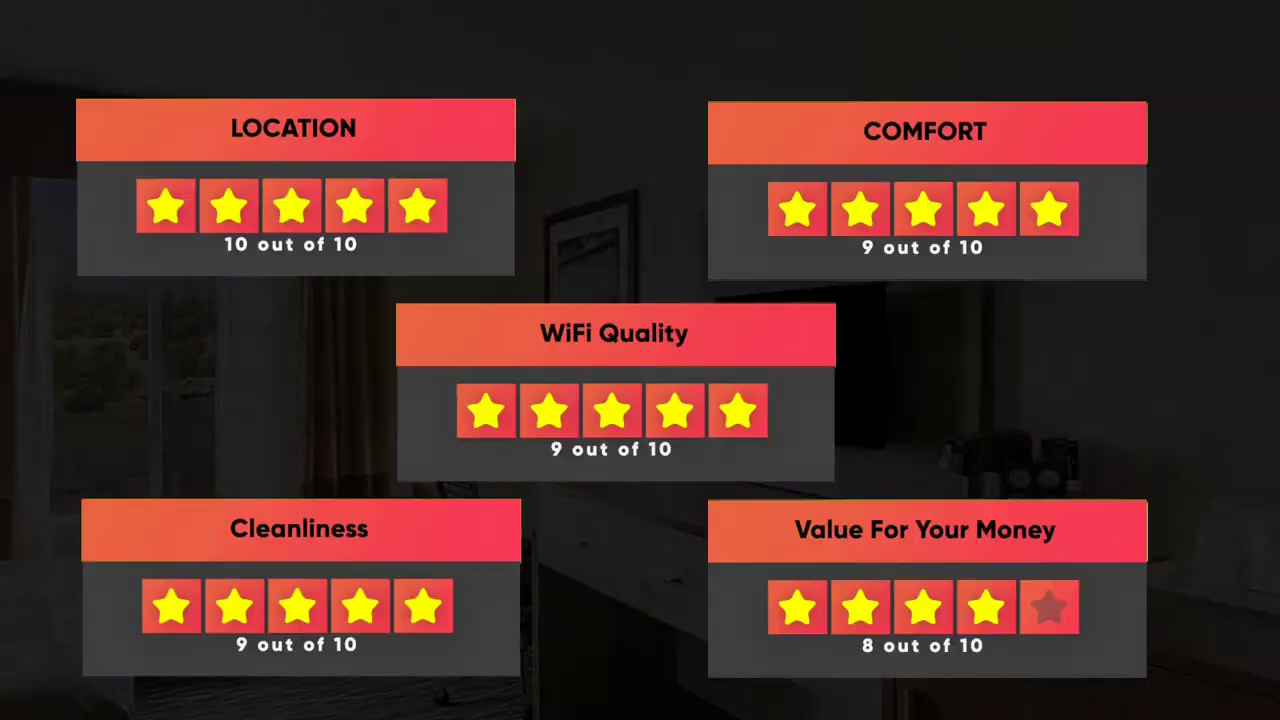 LOCATION
10 out of 10
COMFORT
9 out of 10
WiFi Quality
9 out of 10
Cleanliness
9 out of 10
Value For Your Money
8 out of 10